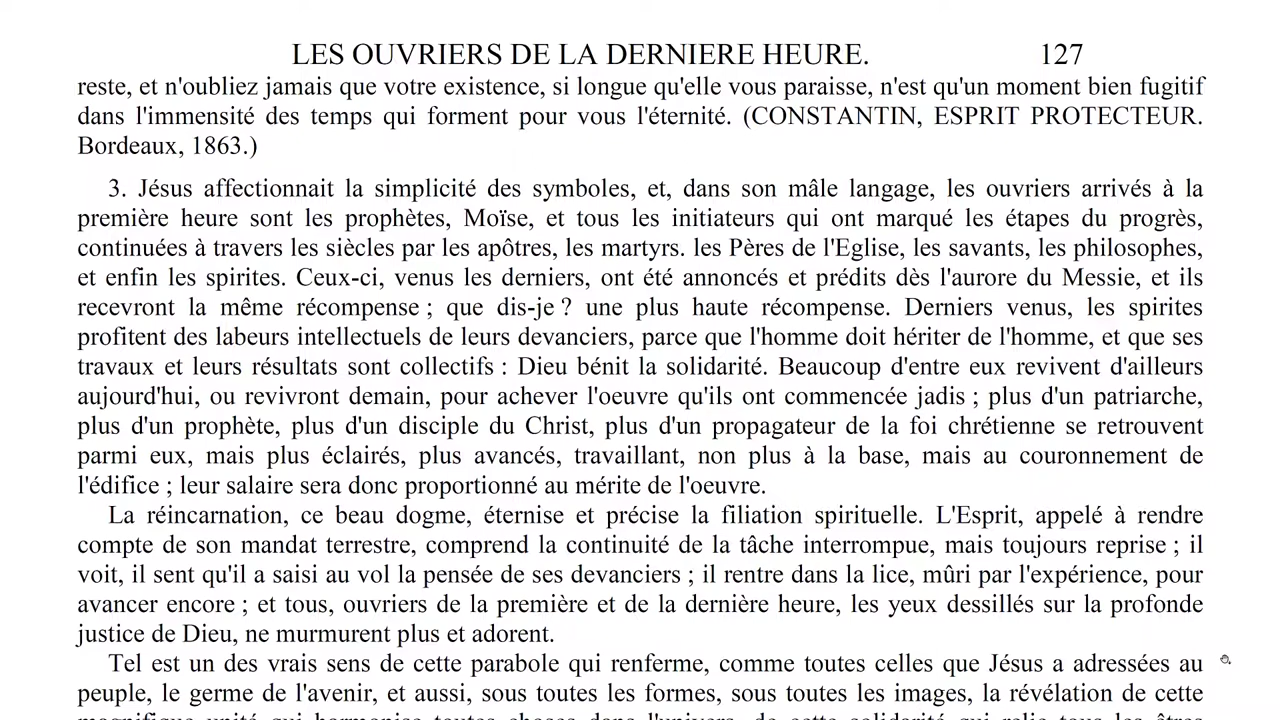 LES OUVRIERS DE LA DERNIERE HEURE. 127
reste, et n'oubliez jamais que votre existence, si longue qu'elle vous paraisse, n'est qu'un moment bien fugitif
dans l'immensité des temps qui forment pour vous l'éternité. (CONSTANTIN, ESPRIT PROTECTEUR.
Bordeaux, 1863.)
3. Jésus affectionnait la simplicité des symboles, et, dans son mâle langage, les ouvriers arrivés à la
première heure sont les prophètes, Moïse, et tous les initiateurs qui ont marqué les étapes du progrès,
continuées à travers les siècles par les apôtres, les martyrs. les Pères de l'Eglise, les savants, les philosophes,
et enfin les spirites. Ceux-ci, venus les derniers, ont été annoncés et prédits dès l'aurore du Messie, et ils
recevront la même récompense ; que dis-je ? une plus haute récompense. Derniers venus, les spirites
profitent des labeurs intellectuels de leurs devanciers, parce que l'homme doit hériter de l'homme, et que ses
travaux et leurs résultats sont collectifs : Dieu bénit la solidarité. Beaucoup d'entre eux revivent d'ailleurs
aujourd'hui, ou revivront demain, pour achever l'oeuvre qu'ils ont commencée jadis ; plus d'un patriarche,
plus d'un prophète, plus d'un disciple du Christ, plus d'un propagateur de la foi chrétienne se retrouvent
parmi eux, mais plus éclairés, plus avancés, travaillant, non plus à la base, mais au couronnement de
l'édifice ; leur salaire sera donc proportionné au mérite de l'oeuvre.
La réincarnation, ce beau dogme, éternise et précise la filiation spirituelle. L'Esprit, appelé à rendre
compte de son mandat terrestre, comprend la continuité de la tâche interrompue, mais toujours reprise ; il
voit, il sent qu'il a saisi au vol la pensée de ses devanciers ; il rentre dans la lice, mûri par l'expérience, pour
avancer encore ; et tous, ouvriers de la première et de la dernière heure, les yeux dessillés sur la profonde
justice de Dieu, ne murmurent plus et adorent.
Tel est un des vrais sens de cette parabole qui renferme, comme toutes celles que Jésus a adressées au
peuple, le germe de l'avenir, et aussi, sous toutes les formes, sous toutes les images, la révélation de cette
magnifique unité qui harmonise toutes choses dans l'univers, de cette solidarité qui relie tous les êtres